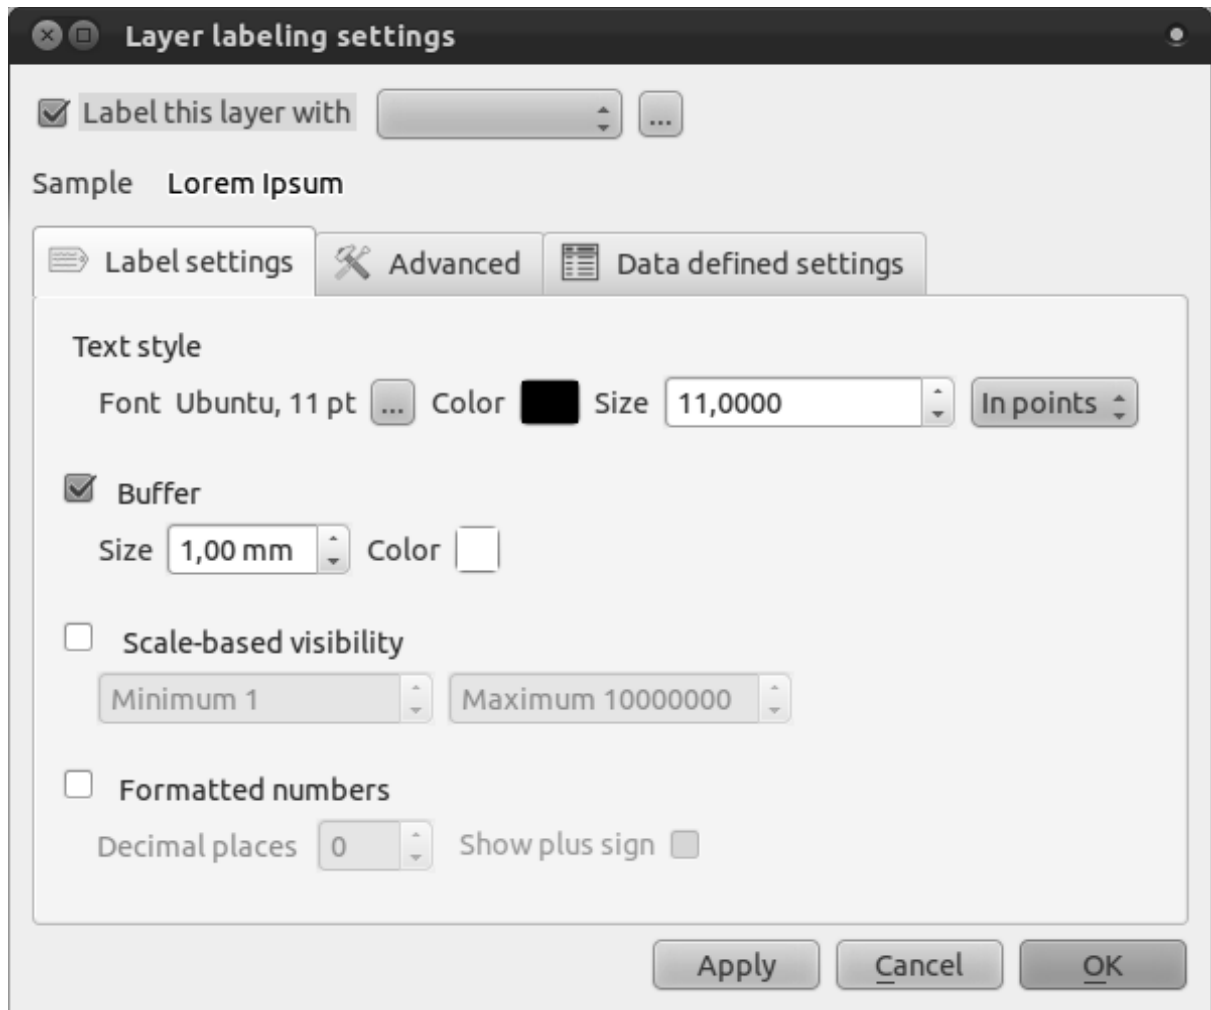 Layer labeling settings
Label this layer with ...
Sample Lorem Ipsum
Label settings Advanced Data defined settings
Text style
Font Ubuntu, 11 pt ... Color Size 11,0000 In points
Buffer
Size 1,00 mm Color
Scale-based visibility
Minimum 1 Maximum 10000000
Formatted numbers
Decimal places 0 Show plus sign
Apply Cancel OK